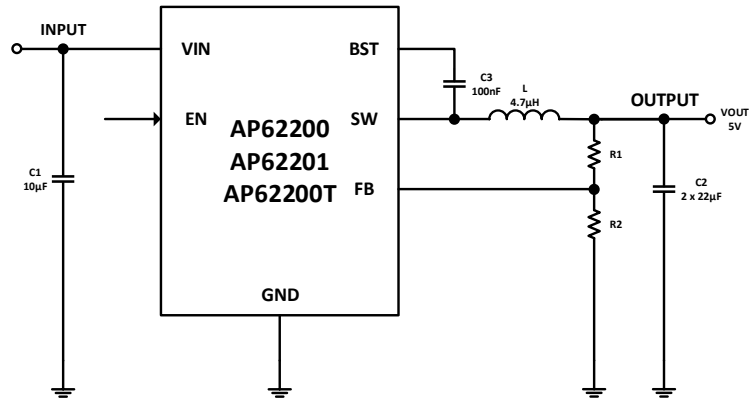 INPUT
VIN
BST
C3
100nF
L
4.7µH
OUTPUT
VOUT
5V
EN
SW
AP62200
AP62201
AP62200T
R1
C1
10µF
FB
C2
2 x 22µF
R2
GND